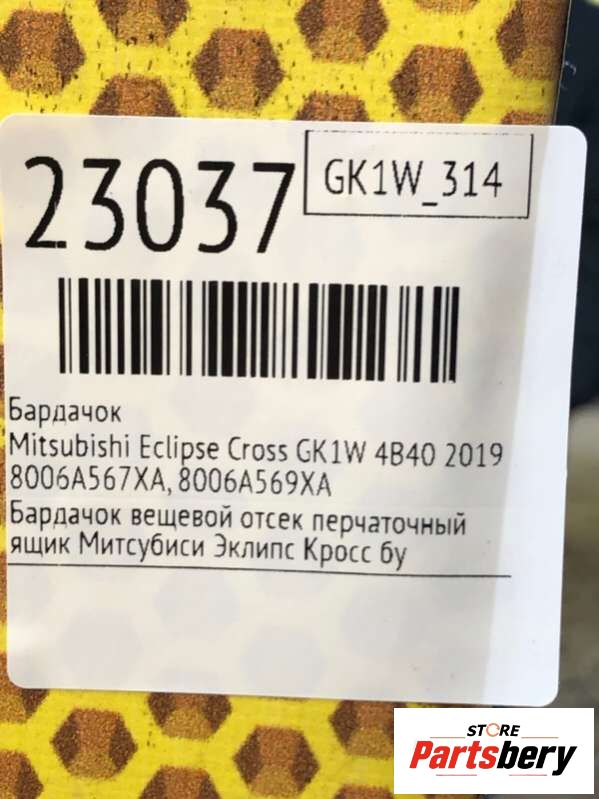 23037
GK1W_314
Бардачок
Mitsubishi Eclipse Cross GK1W 4B40 2019
8006A567XA, 8006A569XA
Бардачок вещевой отсек перчаточный
ящик Митсубиси Эклипс Кросс бу
STORE
Partsbery